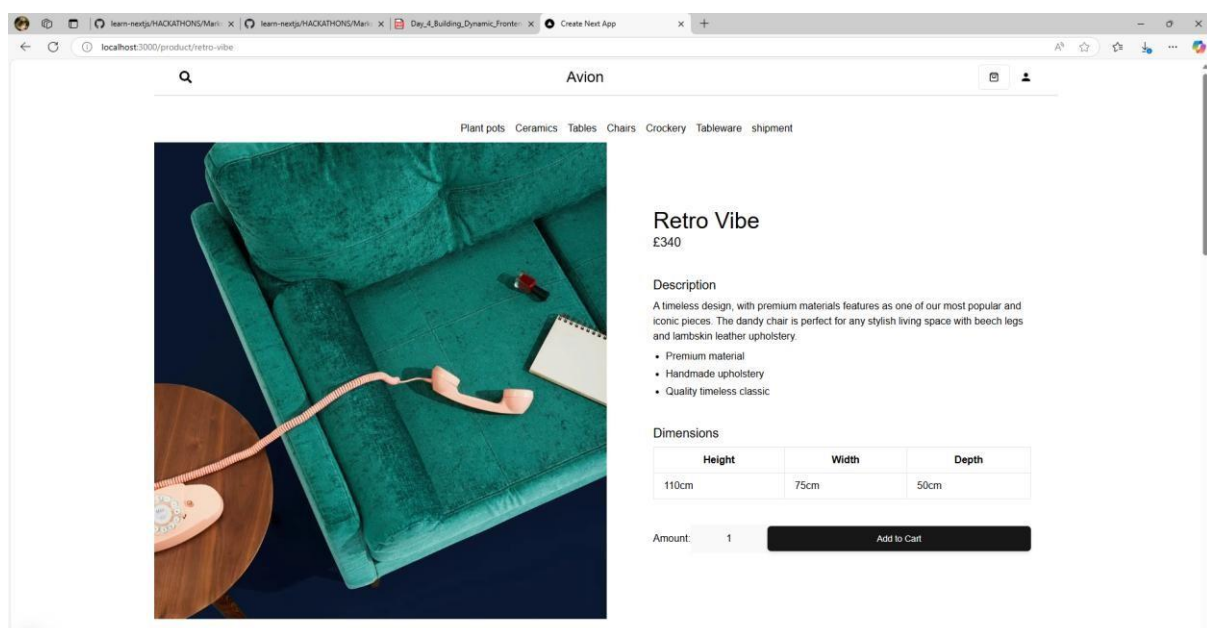 learn-nextjs/HACKATHONS/Mark
learn-nextjs/HACKATHONS/Mark
Day_4_Building_Dynamic_Fronten
Create Next App
localhost:3000/product/retro-vibe
Avion
Plant pots Ceramics Tables Chairs Crockery Tableware shipment
Retro Vibe
£340
Description
A timeless design, with premium materials features as one of our most popular and
iconic pieces. The dandy chair is perfect for any stylish living space with beech legs
and lambskin leather upholstery.
• Premium material
• Handmade upholstery
• Quality timeless classic
Dimensions
Height Width Depth
110cm 75cm 50cm
Amount: 1 Add to Cart